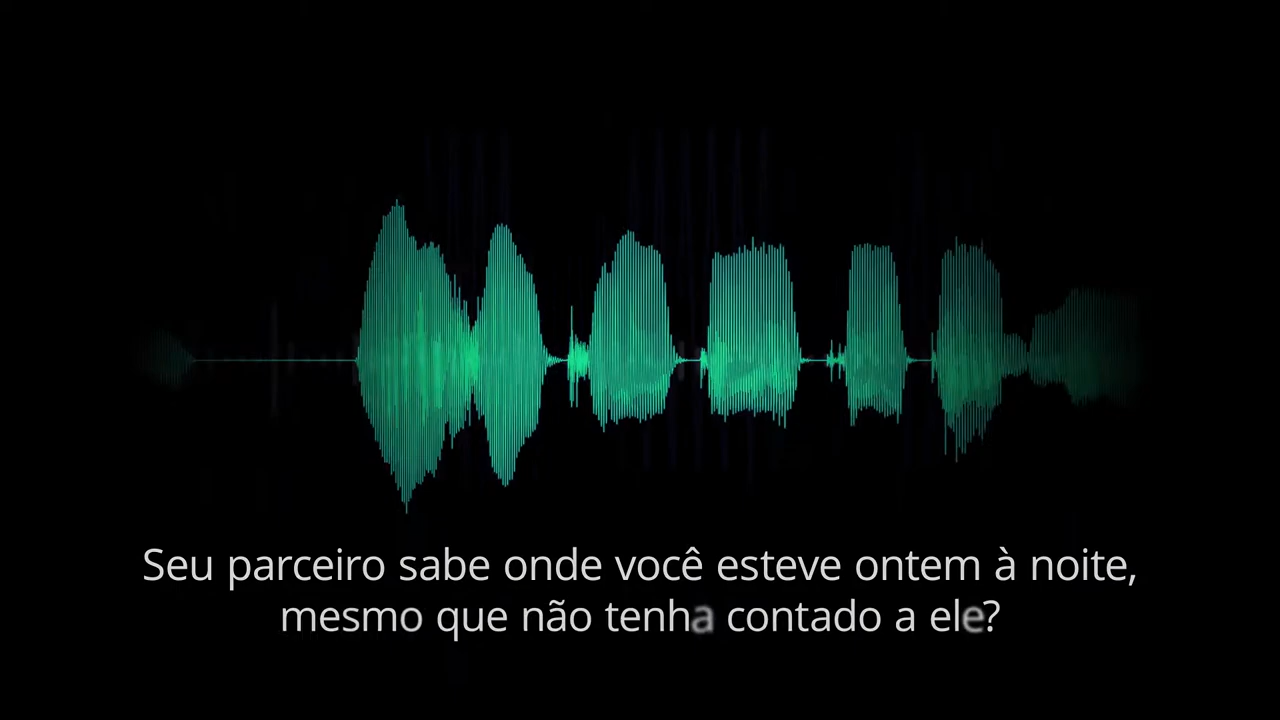 Seu parceiro sabe onde você esteve ontem à noite,
mesmo que não tenha contado a ele?